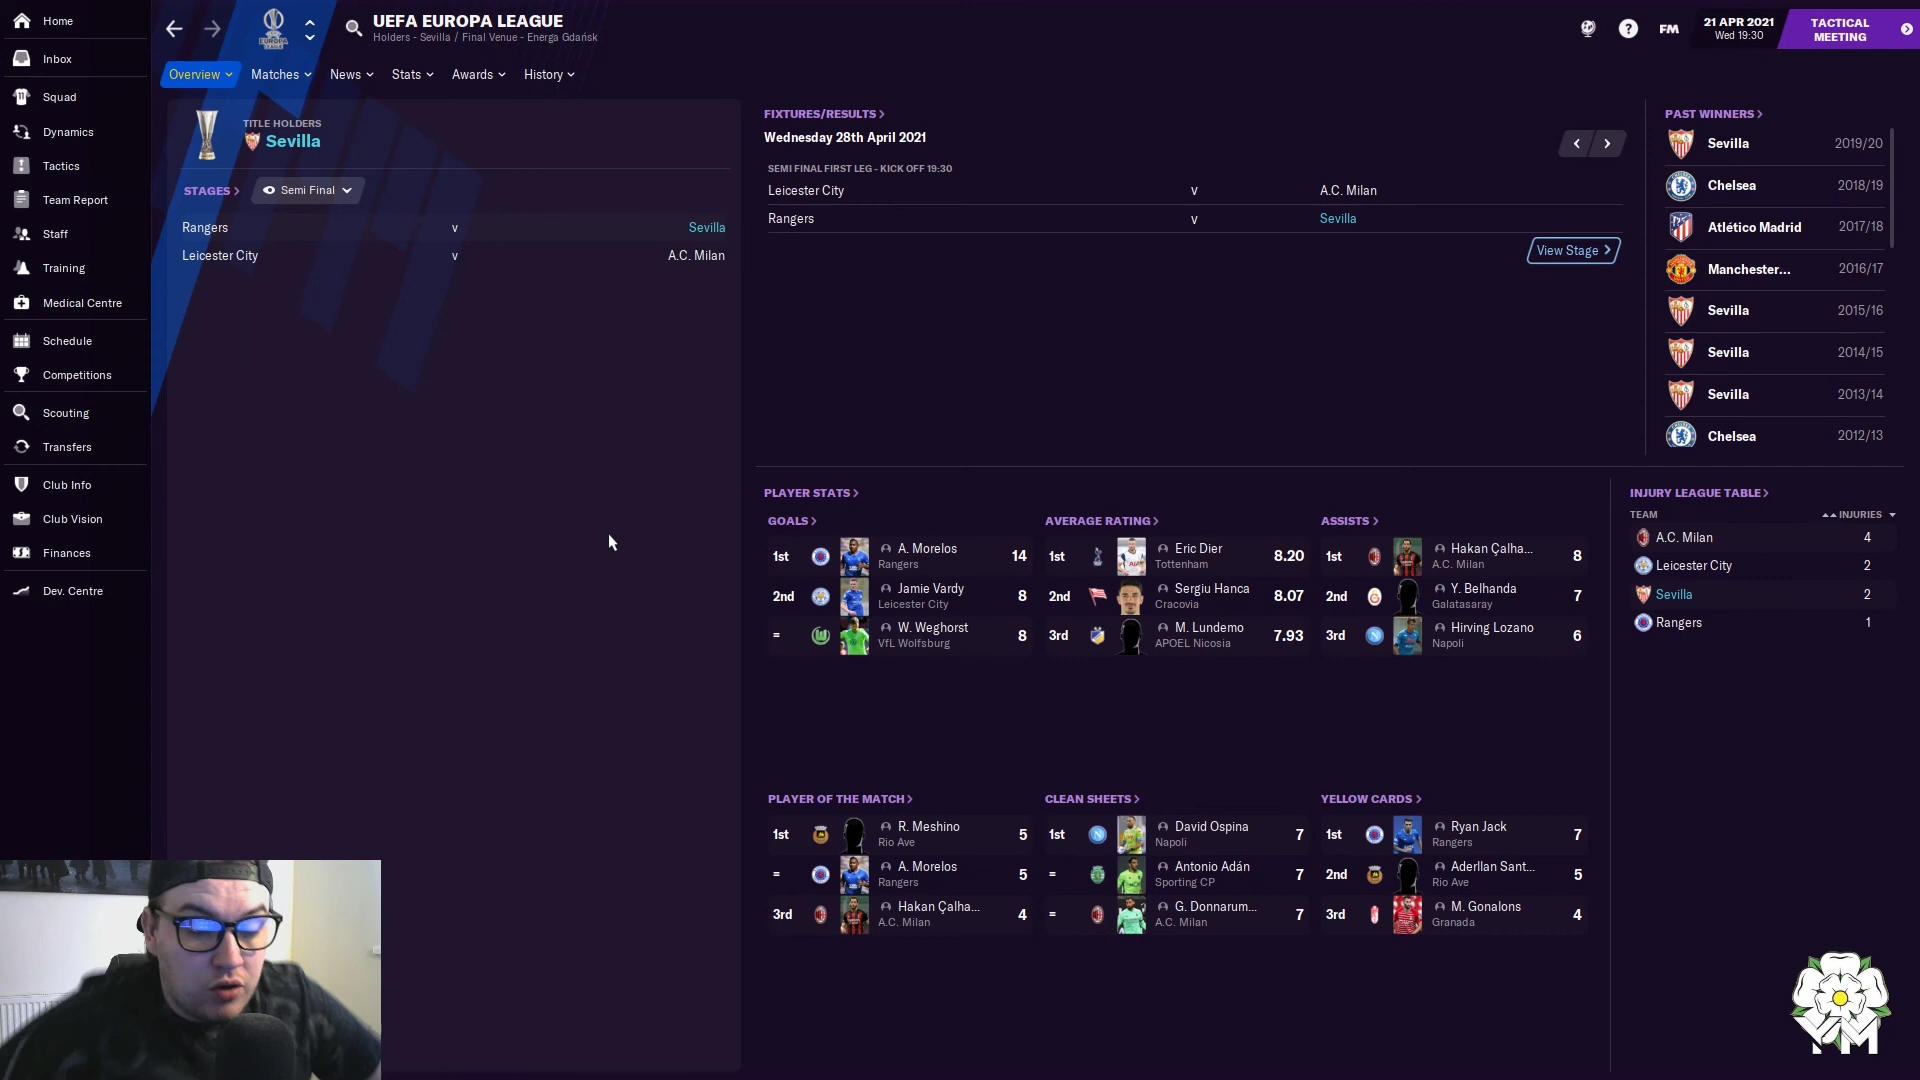 Home
Inbox
Squad
Dynamics
Tactics
Team Report
Staff
Training
Medical Centre
Schedule
Competitions
Scouting
Transfers
Club Info
Club Vision
Finances
Dev. Centre
UEFA EUROPA LEAGUE
Holders - Sevilla / Final Venue - Energa Gdańsk
FM
21 APR 2021
Wed 19:30
TACTICAL
MEETING
Overview
Matches
News
Stats
Awards
History
TITLE HOLDERS
Sevilla
STAGES
Semi Final
Rangers v Sevilla
Leicester City v A.C. Milan
FIXTURES/RESULTS
Wednesday 28th April 2021
SEMI FINAL FIRST LEG - KICK OFF 19:30
Leicester City v A.C. Milan
Rangers v Sevilla
View Stage
PAST WINNERS
Sevilla 2019/20
Chelsea 2018/19
Atlético Madrid 2017/18
Manchester... 2016/17
Sevilla 2015/16
Sevilla 2014/15
Sevilla 2013/14
Chelsea 2012/13
PLAYER STATS
GOALS
1st A. Morelos 14
Rangers
2nd Jamie Vardy 8
Leicester City
= W. Weghorst 8
VfL Wolfsburg
AVERAGE RATING
1st Eric Dier 8.20
Tottenham
2nd Sergiu Hanca 8.07
Cracovia
3rd M. Lundemo 7.93
APOEL Nicosia
ASSISTS
1st Hakan Çalha... 8
A.C. Milan
2nd Y. Belhanda 7
Galatasaray
3rd Hirving Lozano 6
Napoli
INJURY LEAGUE TABLE
TEAM INJURIES
A.C. Milan 4
Leicester City 2
Sevilla 2
Rangers 1
PLAYER OF THE MATCH
1st R. Meshino 5
Rio Ave
= A. Morelos 5
Rangers
3rd Hakan Çalha... 4
A.C. Milan
CLEAN SHEETS
1st David Ospina 7
Napoli
= Antonio Adán 7
Sporting CP
= G. Donnarum... 7
A.C. Milan
YELLOW CARDS
1st Ryan Jack 7
Rangers
2nd Aderllan Sant... 5
Rio Ave
3rd M. Gonalons 4
Granada
YM